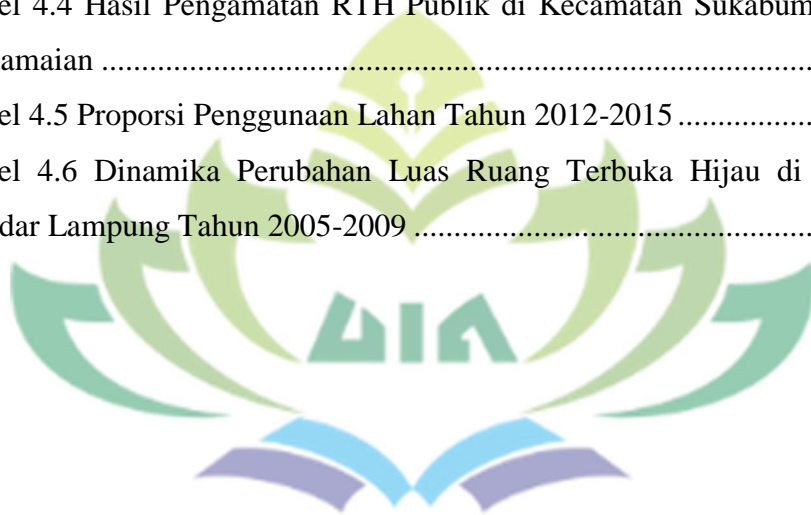 el 4.4 Hasil Pengamatan RTH Publik di Kecamatan Sukabum
amaian ...............................................................................................
el 4.5 Proporsi Penggunaan Lahan Tahun 2012-2015 ..................
el 4.6 Dinamika Perubahan Luas Ruang Terbuka Hijau di
dar Lampung Tahun 2005-2009 ..................................................
UIN